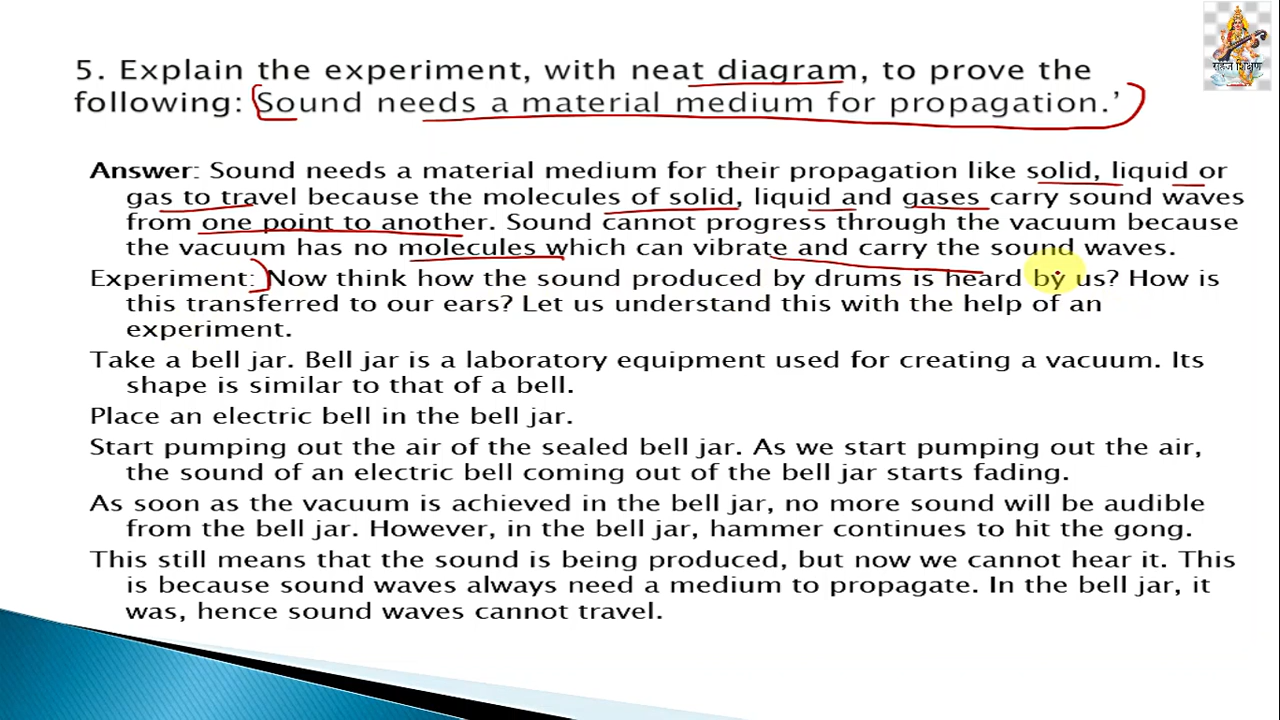 सहज शिक्षण
5. Explain the experiment, with neat diagram, to prove the
following: Sound needs a material medium for propagation.’
Answer: Sound needs a material medium for their propagation like solid, liquid or
gas to travel because the molecules of solid, liquid and gases carry sound waves
from one point to another. Sound cannot progress through the vacuum because
the vacuum has no molecules which can vibrate and carry the sound waves.
Experiment: Now think how the sound produced by drums is heard by us? How is
this transferred to our ears? Let us understand this with the help of an
experiment.
Take a bell jar. Bell jar is a laboratory equipment used for creating a vacuum. Its
shape is similar to that of a bell.
Place an electric bell in the bell jar.
Start pumping out the air of the sealed bell jar. As we start pumping out the air,
the sound of an electric bell coming out of the bell jar starts fading.
As soon as the vacuum is achieved in the bell jar, no more sound will be audible
from the bell jar. However, in the bell jar, hammer continues to hit the gong.
This still means that the sound is being produced, but now we cannot hear it. This
is because sound waves always need a medium to propagate. In the bell jar, it
was, hence sound waves cannot travel.